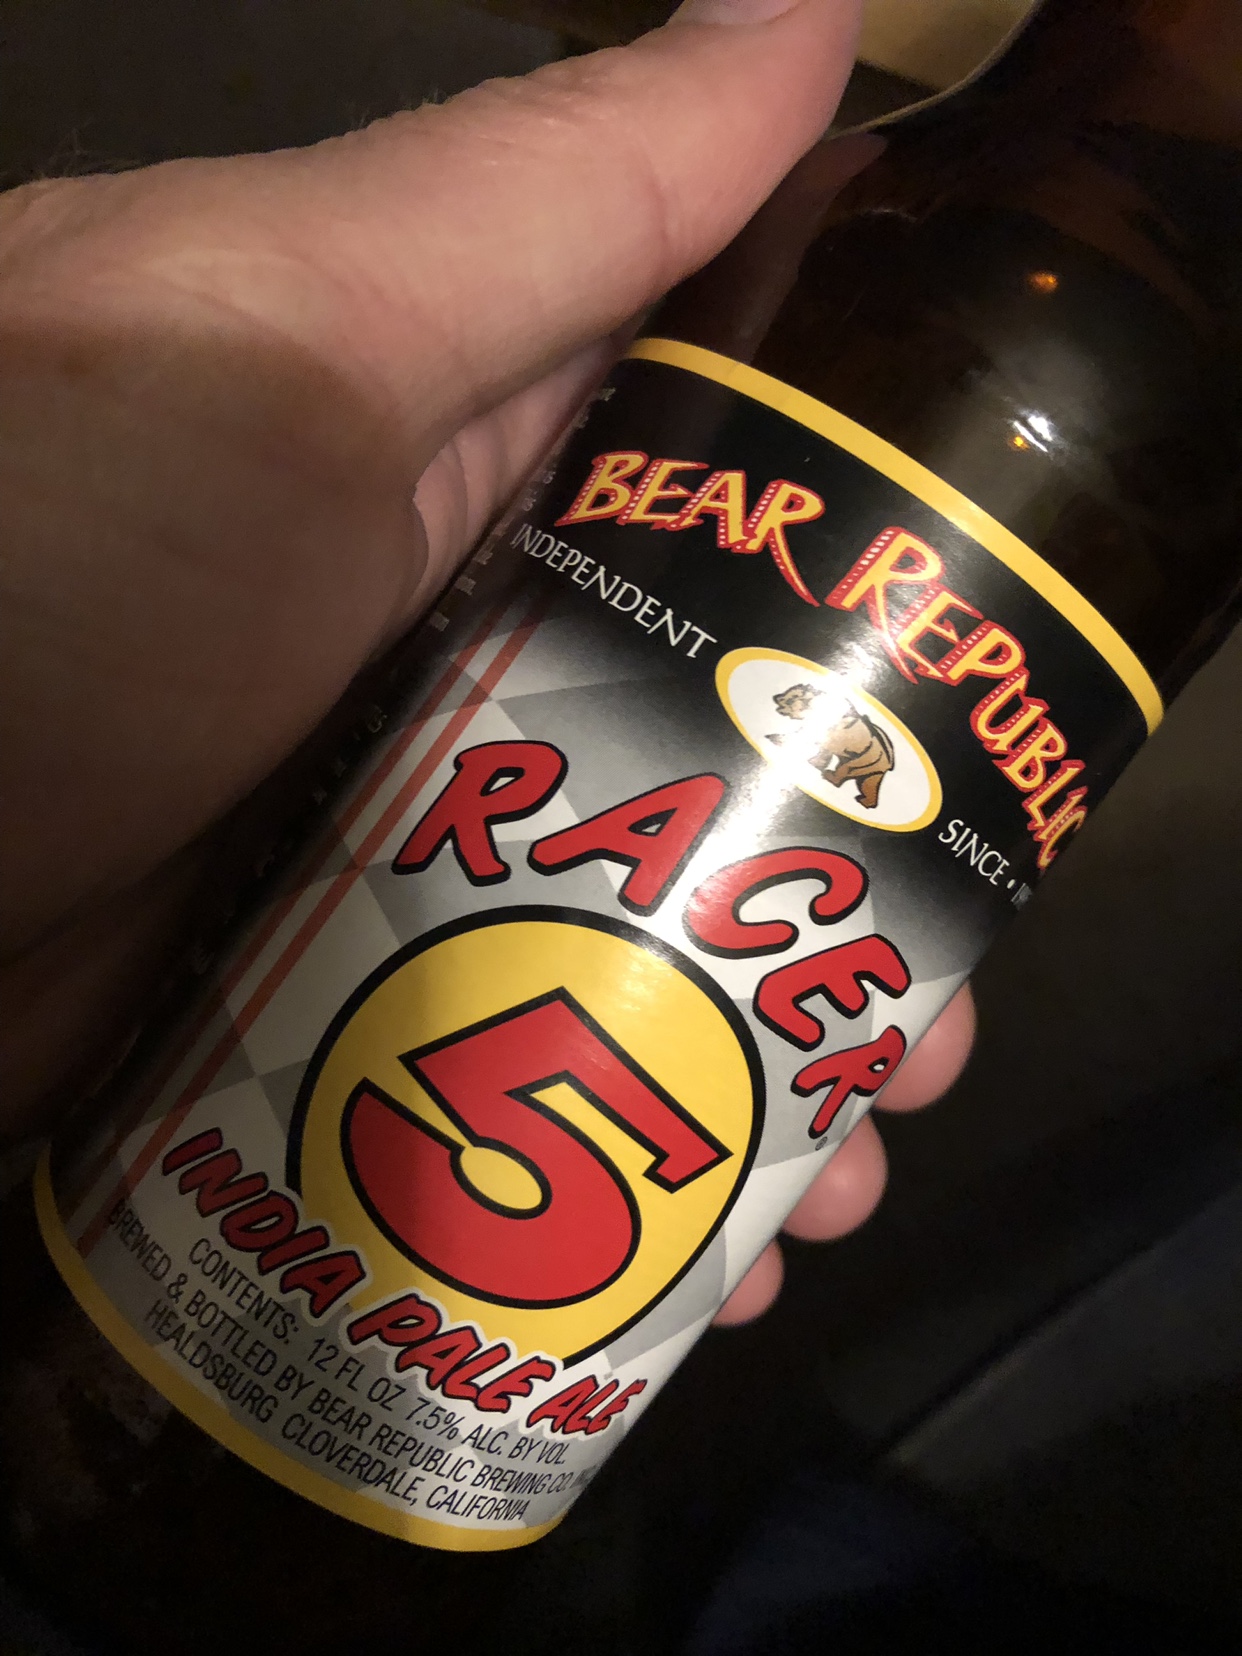 BEAR REPUBLIC
INDEPENDENT
SINCE •
RACER
5
INDIA PALE ALE
CONTENTS: 12 FL OZ 7.5% ALC. BY VOL.
BREWED & BOTTLED BY BEAR REPUBLIC BREWING CO.
HEALDSBURG CLOVERDALE, CALIFORNIA